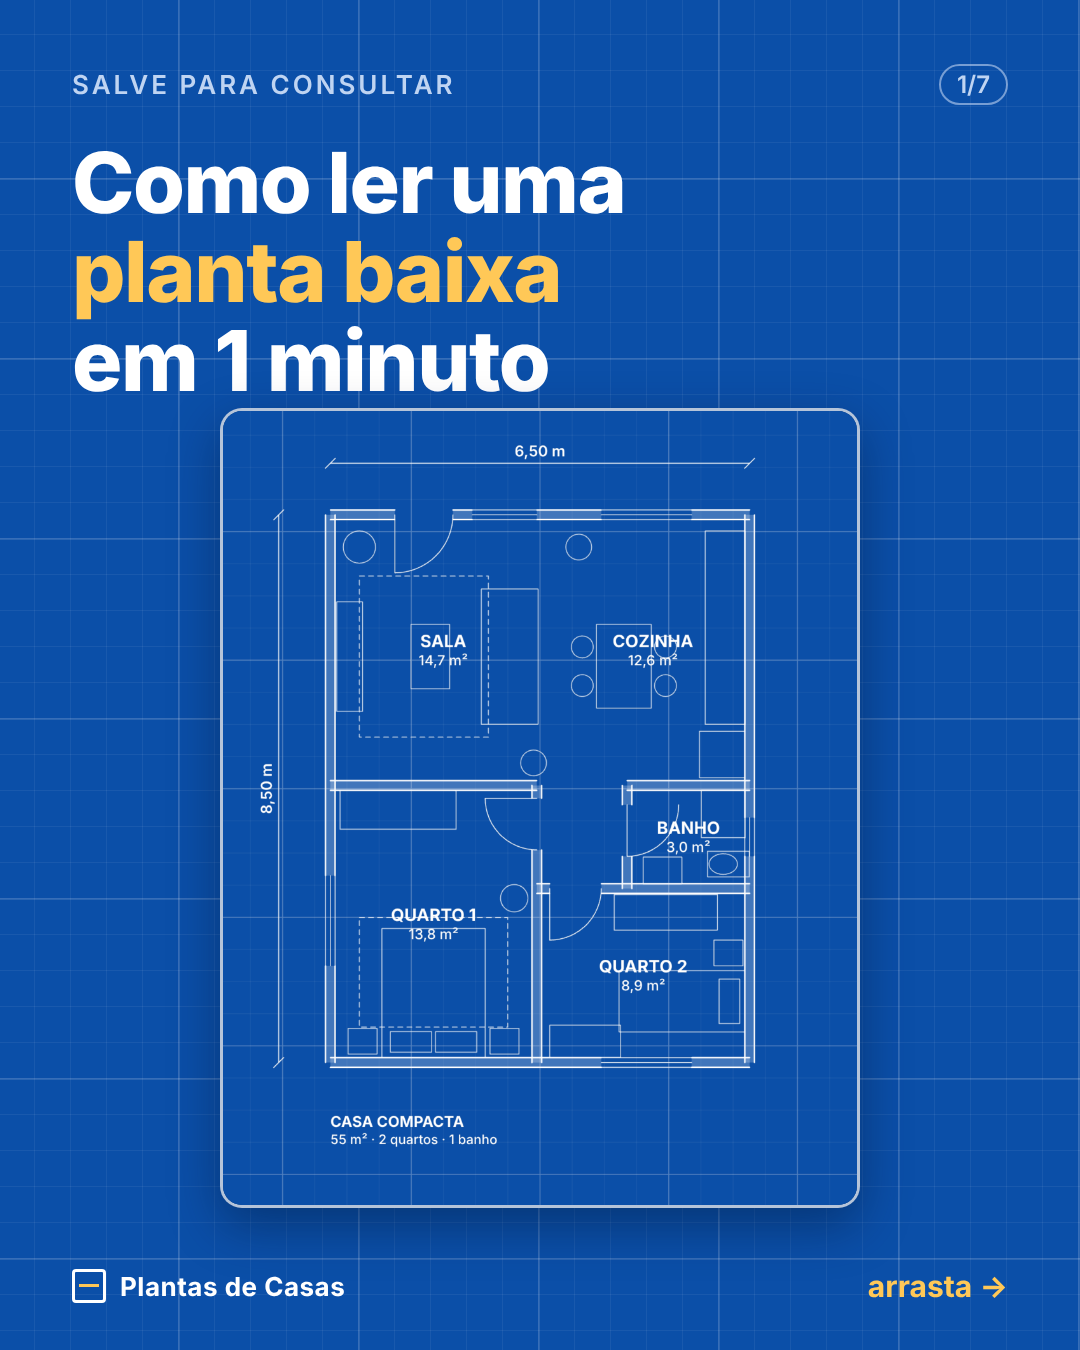 SALVE PARA CONSULTAR
1/7
Como ler uma
planta baixa
em 1 minuto
6,50 m
8,50 m
SALA
14,7 m²
COZINHA
12,6 m²
BANHO
3,0 m²
QUARTO 1
13,8 m²
QUARTO 2
8,9 m²
CASA COMPACTA
55 m² · 2 quartos · 1 banho
Plantas de Casas
arrasta →